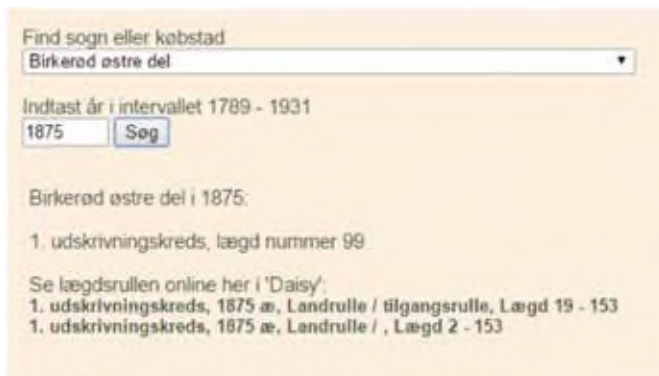 Find sogn eller købstad
Birkerød østre del
Indtast år i intervallet 1789 - 1931
1875 Søg
Birkerød østre del i 1875:
1. udskrivningskreds, lægd nummer 99
Se lægdsrullen online her i 'Daisy':
1. udskrivningskreds, 1875 æ, Landrulle / tilgangsrulle, Lægd 19 - 153
1. udskrivningskreds, 1875 æ, Landrulle / , Lægd 2 - 153